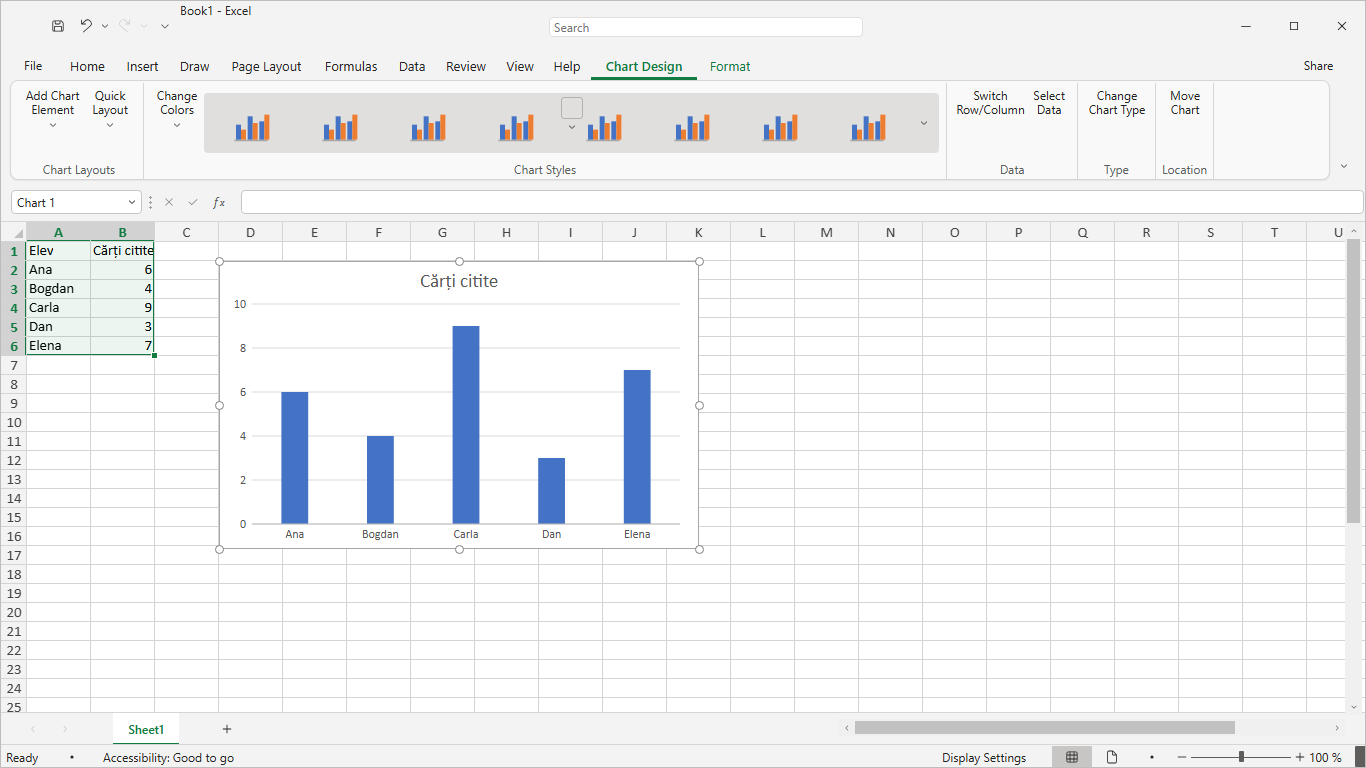 Book1 - Excel
Search
File Home Insert Draw Page Layout Formulas Data Review View Help Chart Design Format Share
Add Chart Element
Quick Layout
Change Colors
Switch Row/Column
Select Data
Change Chart Type
Move Chart
Chart Layouts Chart Styles Data Type Location
Chart 1 fx
A B C D E F G H I J K L M N O P Q R S T U
1 Elev Cărți citite
2 Ana 6
3 Bogdan 4
4 Carla 9
5 Dan 3
6 Elena 7
7
8
9
10
11
12
13
14
15
16
17
18
19
20
21
22
23
24
25
Cărți citite
10
8
6
4
2
0
Ana Bogdan Carla Dan Elena
Sheet1
Ready Accessibility: Good to go Display Settings 100 %